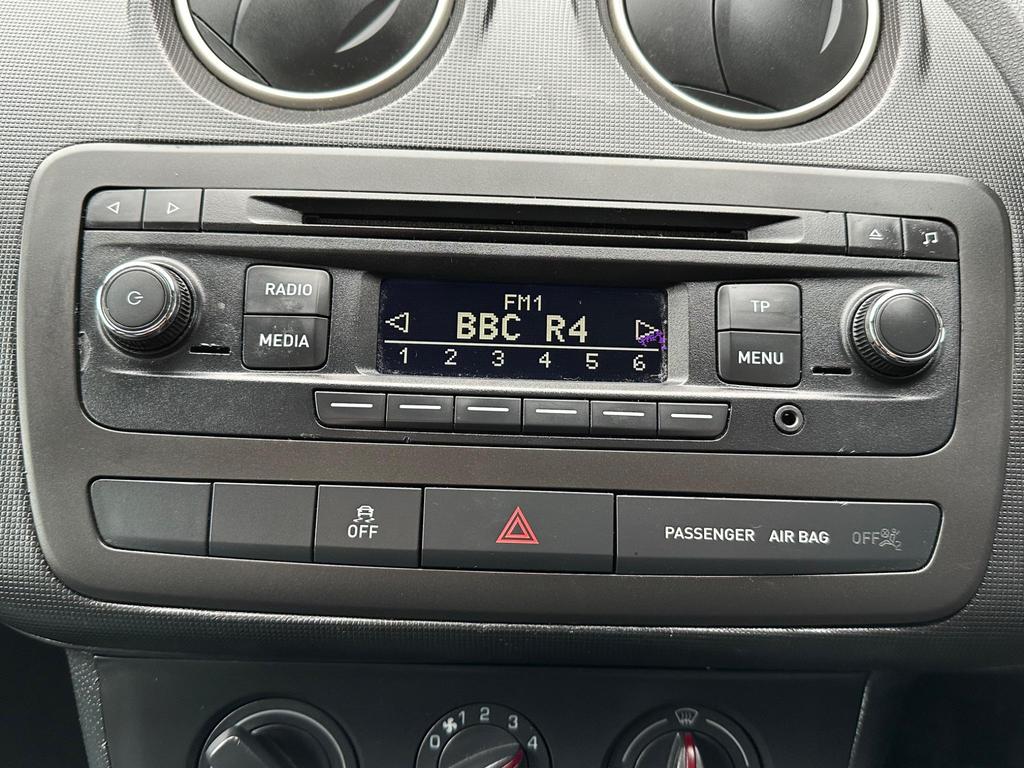 RADIO
MEDIA
FM1
BBC R4
1 2 3 4 5 6
TP
MENU
OFF
PASSENGER AIR BAG OFF
0 1 2 3 4